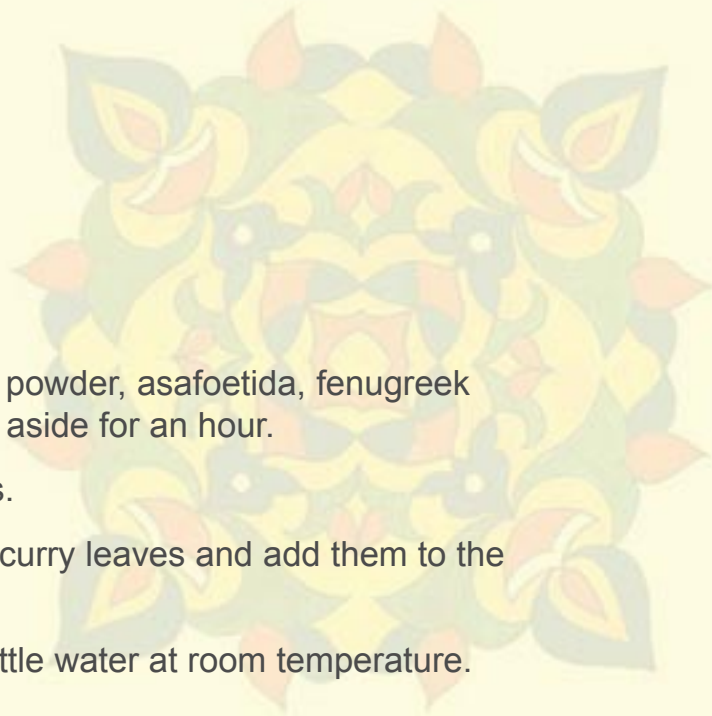 powder, asafoetida, fenugreek
aside for an hour.
s.
curry leaves and add them to the
ttle water at room temperature.